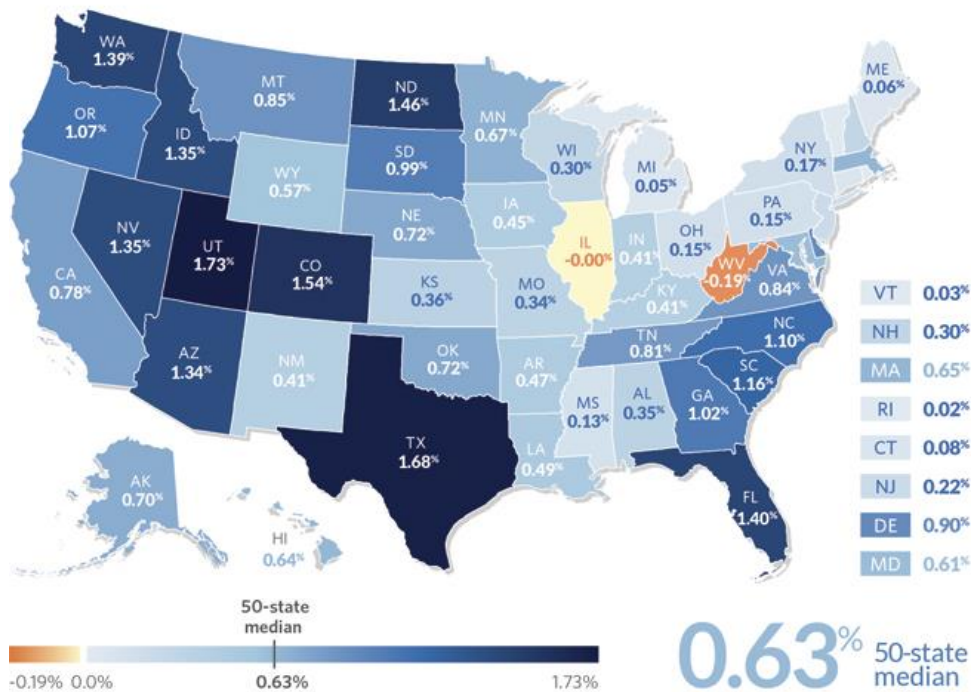 WA
1.39%
MT
0.85%
ND
1.46%
MN
0.67%
ME
0.06%
OR
1.07%
ID
1.35%
SD
0.99%
WI
0.30%
MI
0.05%
NY
0.17%
WY
0.57%
IA
0.45%
PA
0.15%
NV
1.35%
UT
1.73%
CO
1.54%
NE
0.72%
IL
-0.00%
IN
0.41%
OH
0.15%
WV
-0.19%
VA
0.84%
CA
0.78%
KS
0.36%
MO
0.34%
KY
0.41%
AZ
1.34%
NM
0.41%
OK
0.72%
AR
0.47%
TN
0.81%
NC
1.10%
SC
1.16%
MS
0.13%
AL
0.35%
GA
1.02%
TX
1.68%
LA
0.49%
FL
1.40%
AK
0.70%
HI
0.64%
VT 0.03%
NH 0.30%
MA 0.65%
RI 0.02%
CT 0.08%
NJ 0.22%
DE 0.90%
MD 0.61%
50-state
median
-0.19% 0.0% 0.63% 1.73%
0.63% 50-state
median